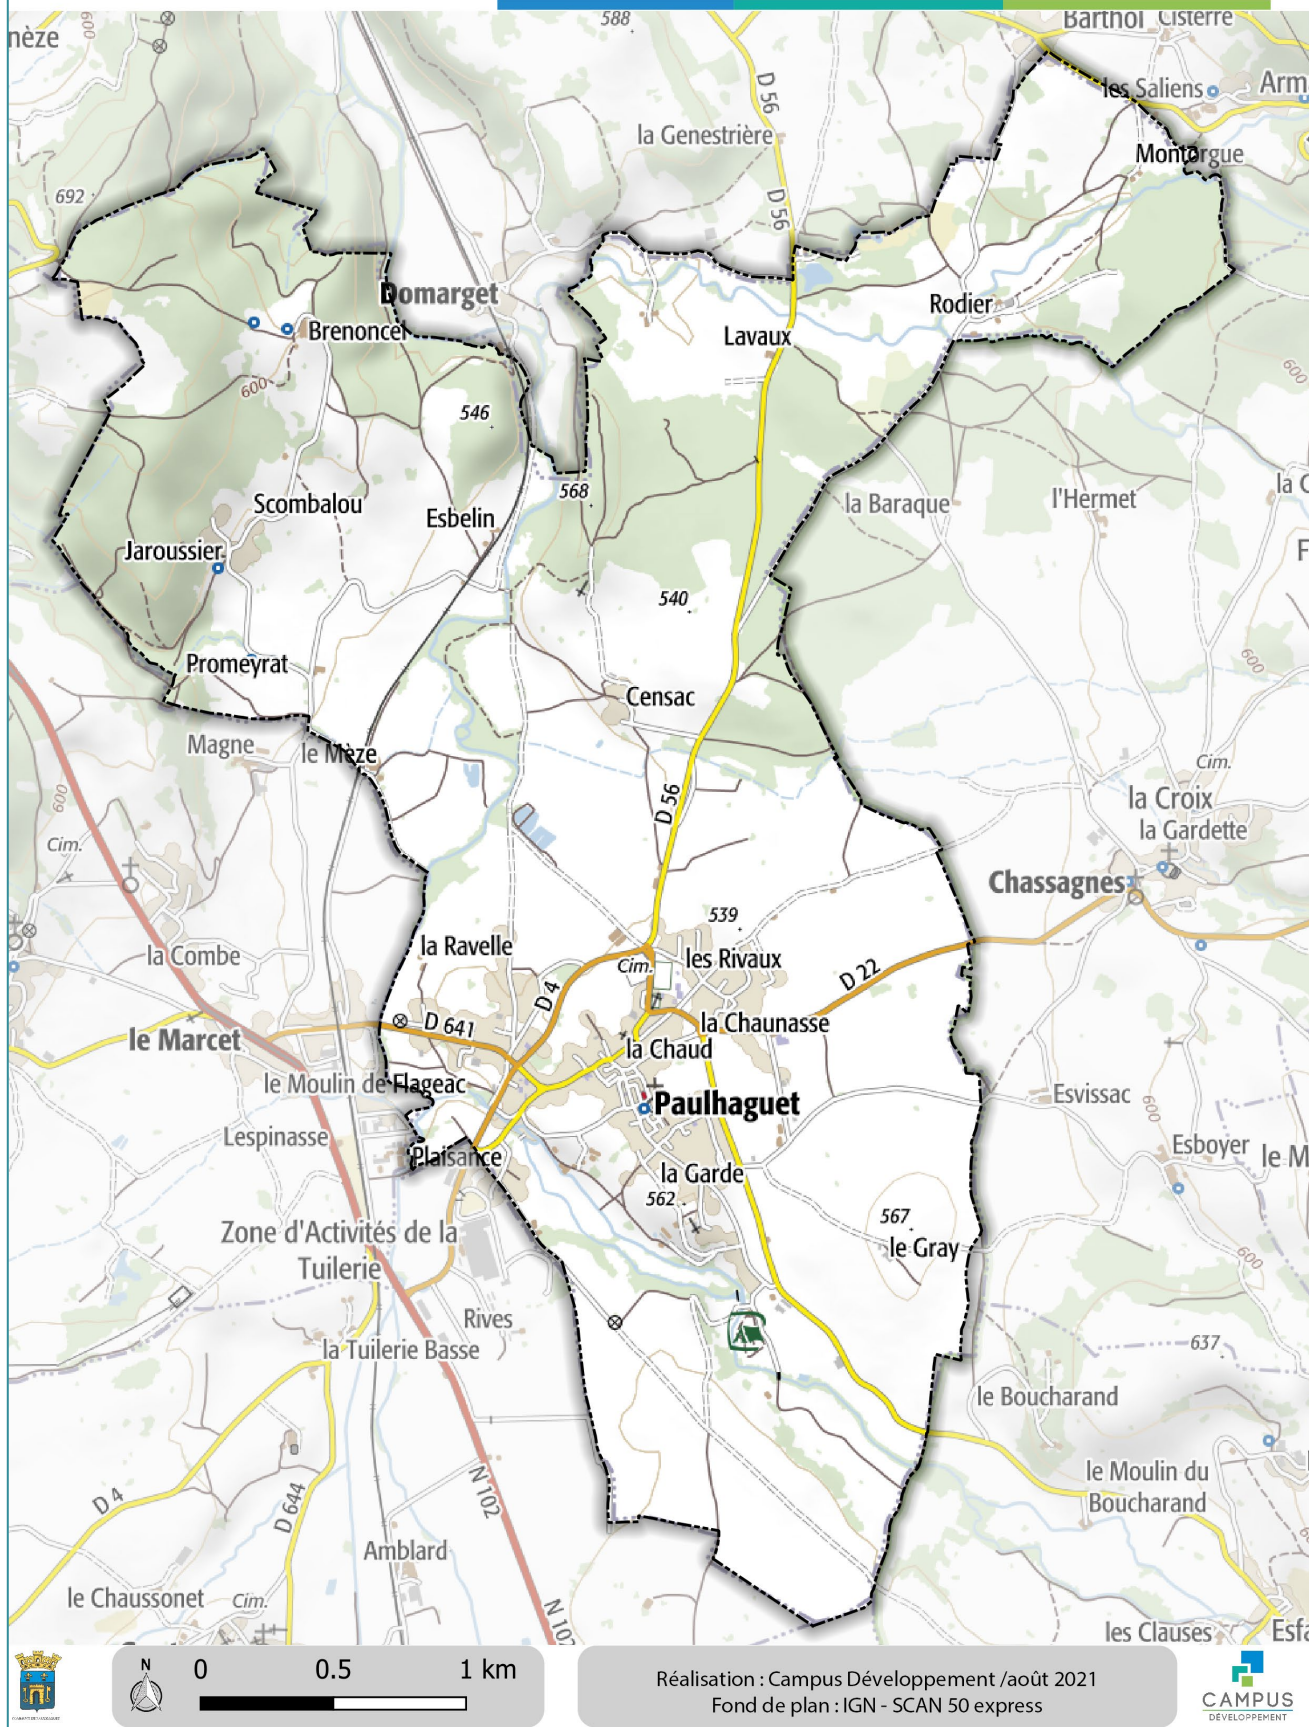 588
Barthol Cisterre
nèze
600
les Saliens
Arm
D 56
la Genestrière
Montorgue
692
D 56
Domarget
Rodier
Brenoncel
Lavaux
600
600
546
568
la Baraque
l'Hermet
la C
Scombalou
Esbelin
F
Jaroussier
540
600
Promeyrat
Censac
Magne
le Mèze
Cim.
600
D 56
la Croix
la Gardette
Cim.
Chassagnes
539
la Ravelle
les Rivaux
la Combe
Cim.
D 22
D 4
D 641
la Chaunasse
le Marcet
la Chaud
le Moulin de Flageac
Esvissac
Paulhaguet
600
Lespinasse
Esboyer
le M
Plaisance
la Garde
562
567
Zone d'Activités de la
Tuilerie
le Gray
600
Rives
637
la Tuilerie Basse
le Boucharand
le Moulin du
Boucharand
N 102
D 4
D 644
Amblard
le Chaussonet
Cim.
N 102
les Clauses
Esfa
N
0 0.5 1 km
Réalisation : Campus Développement /août 2021
Fond de plan : IGN - SCAN 50 express
CAMPUS
DÉVELOPPEMENT